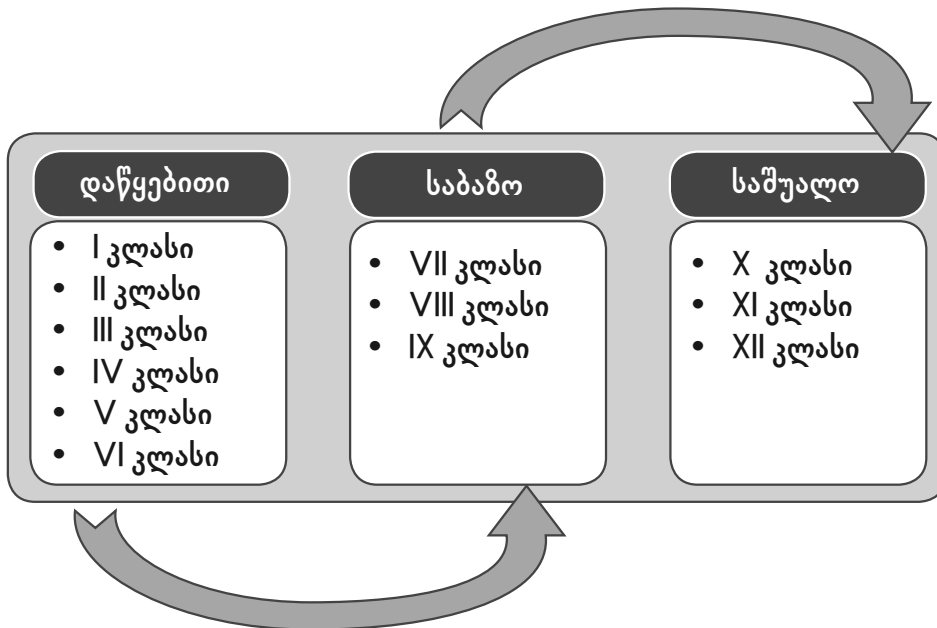 დაწყებითი
• I კლასი
• II კლასი
• III კლასი
• IV კლასი
• V კლასი
• VI კლასი
საბაზო
• VII კლასი
• VIII კლასი
• IX კლასი
საშუალო
• X კლასი
• XI კლასი
• XII კლასი